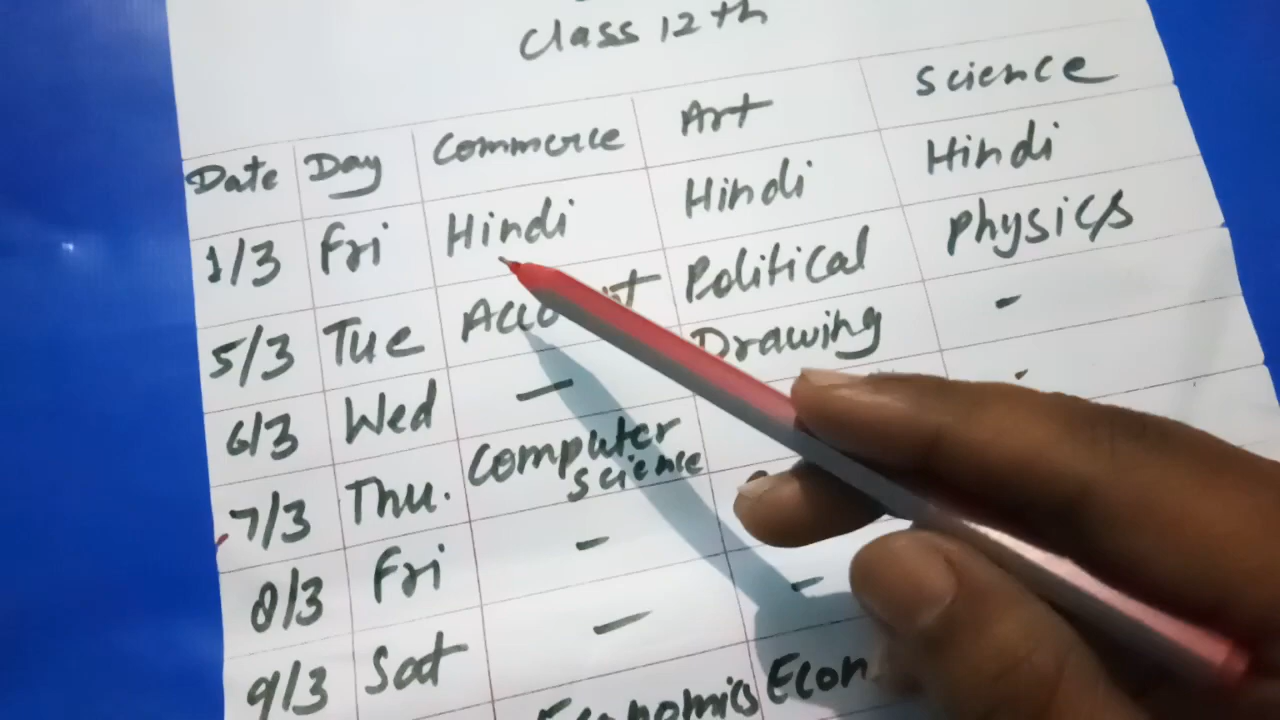 Class 12th
Date Day Commerce Art Science
1/3 Fri Hindi Hindi Hindi
5/3 Tue Political Physics
6/3 Wed — Drawing -
7/3 Thu. Computer science
8/3 Fri - -
9/3 Sat —
Economics